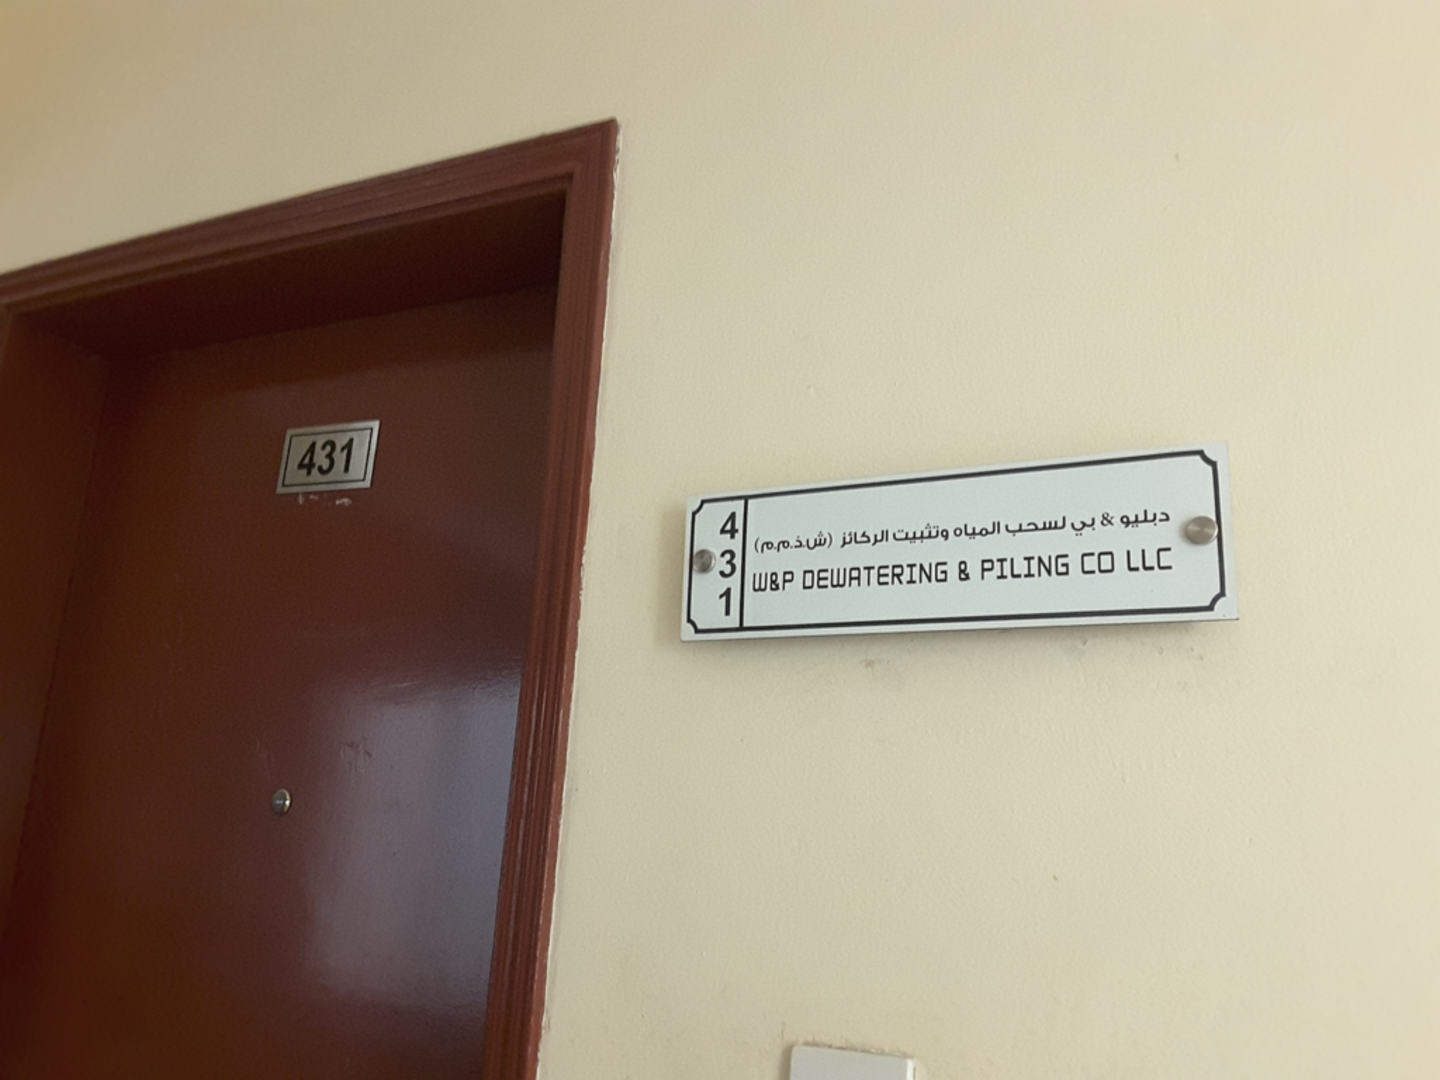 431
4
3
1
دبليو & بي لسحب المياه وتثبيت الركائز (ش.ذ.م.م)
W&P DEWATERING & PILING CO LLC